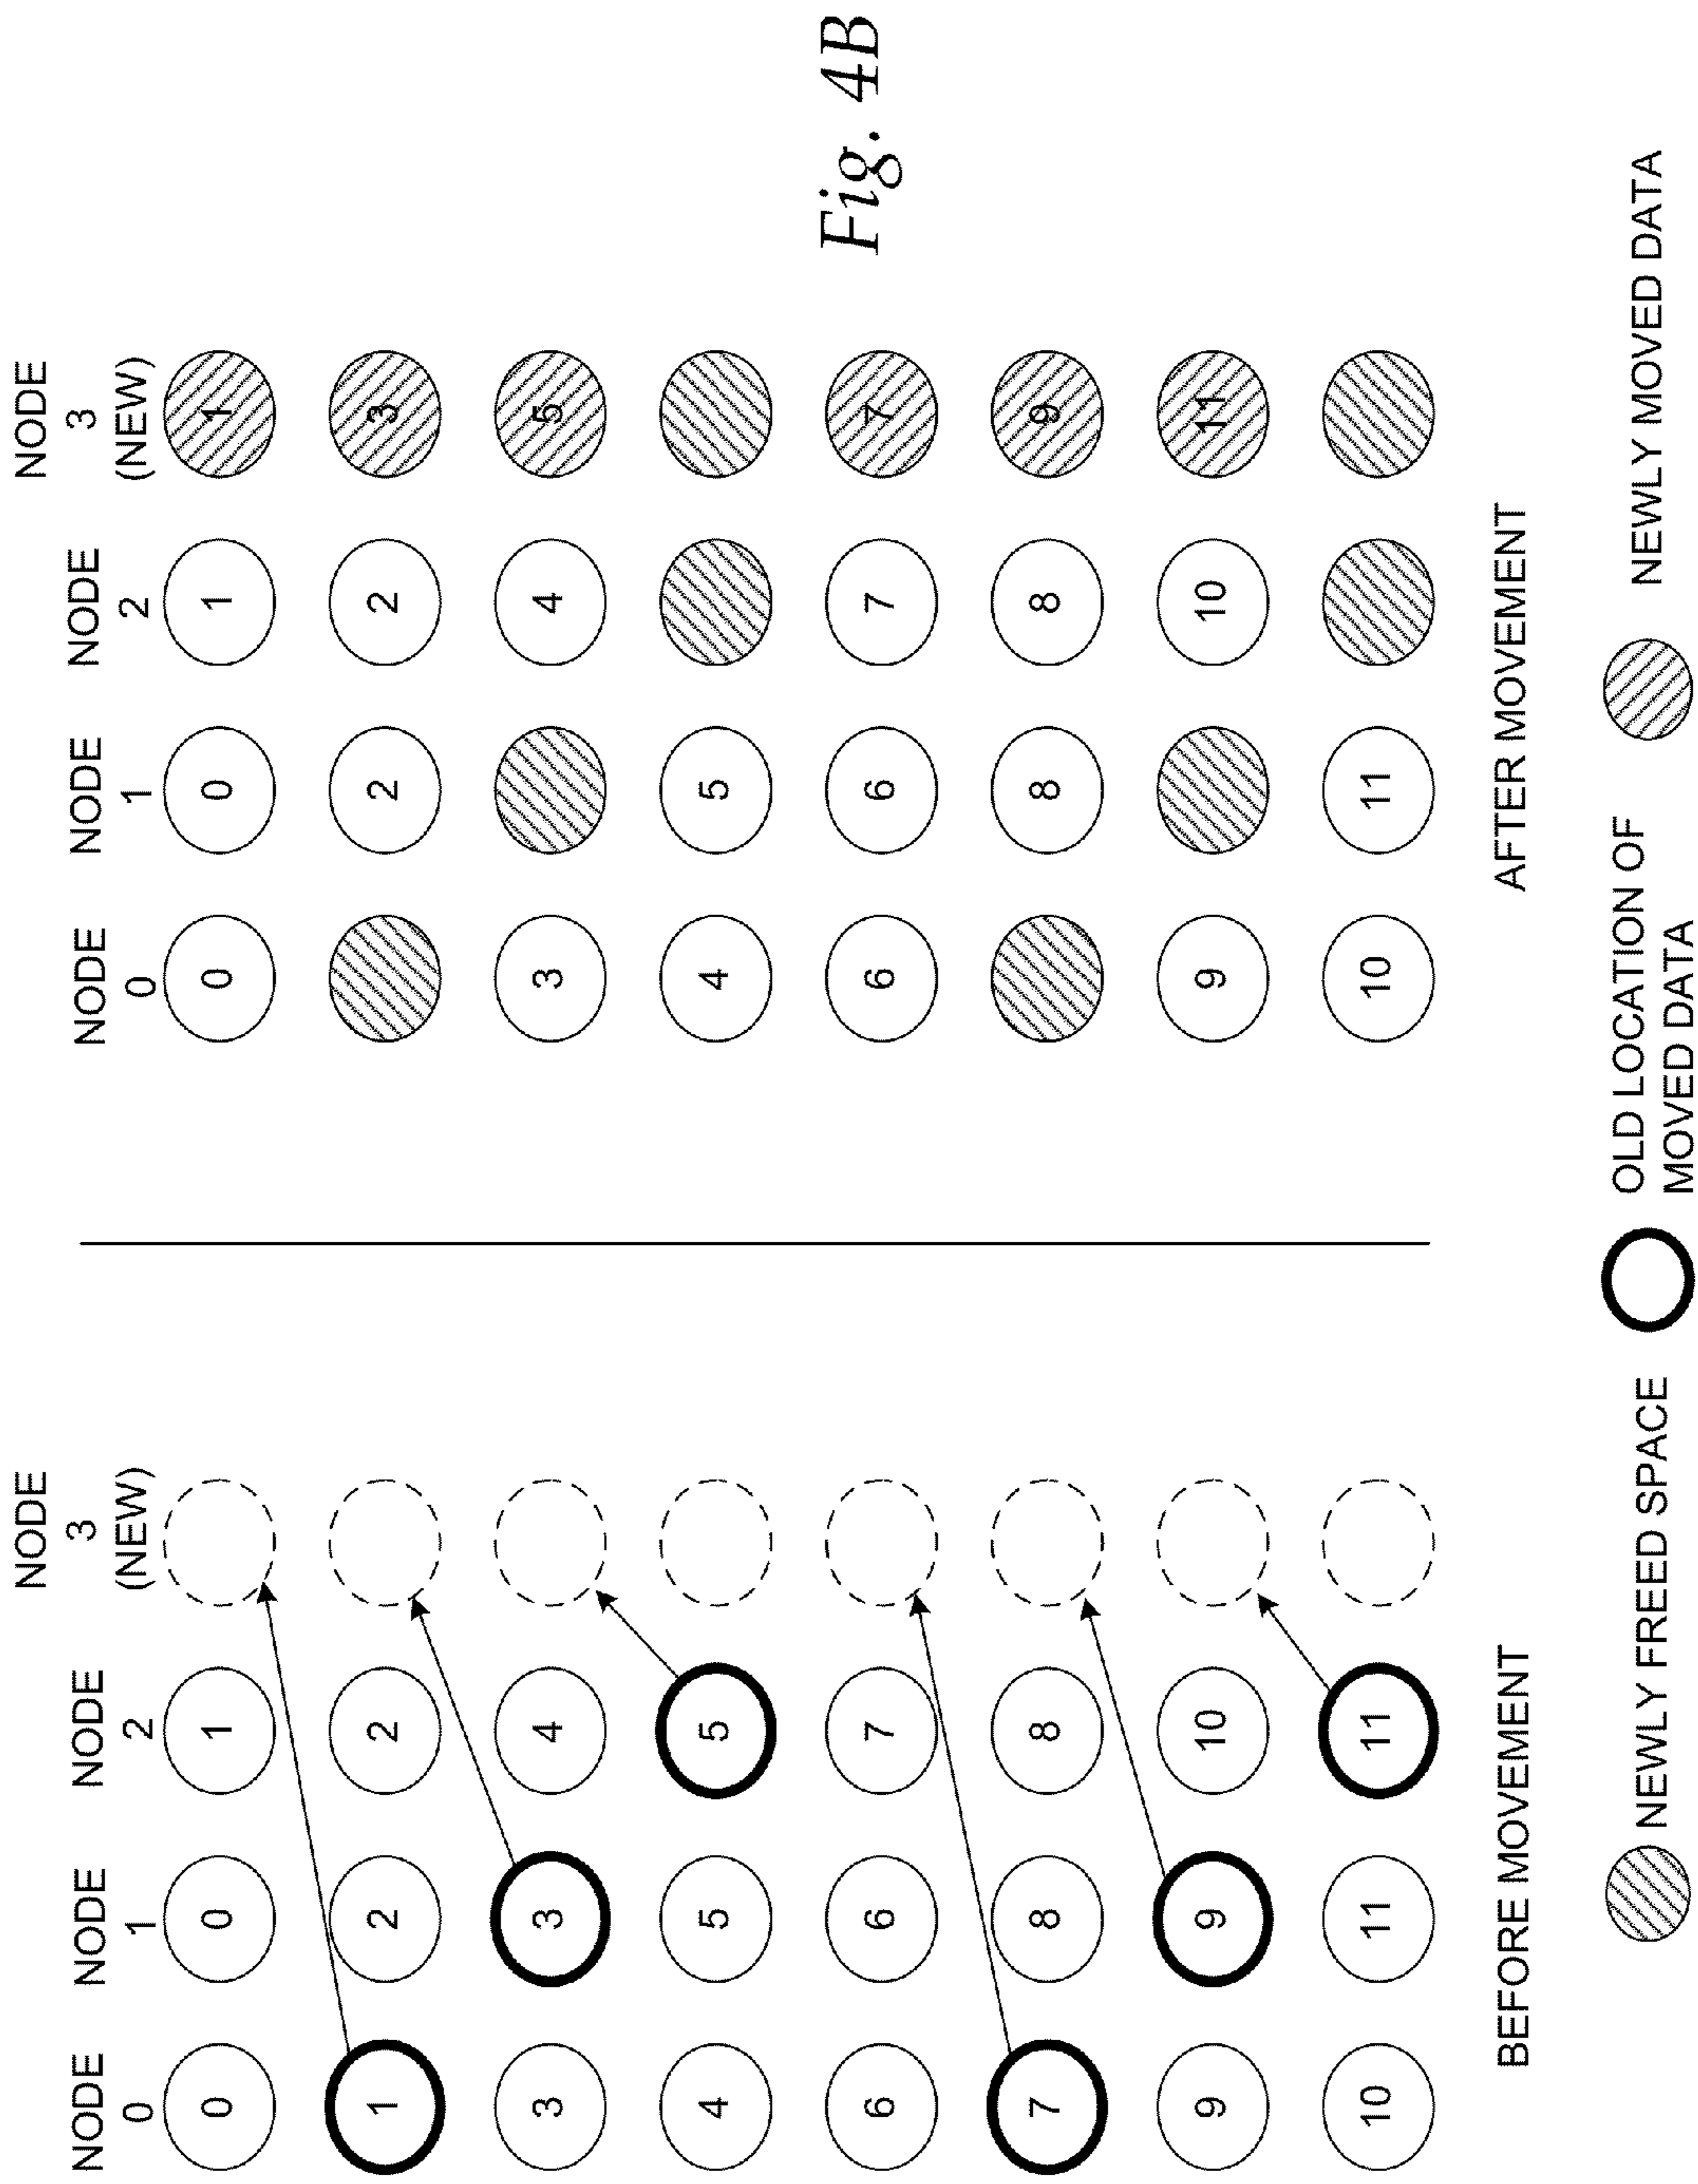 NODE 0 NODE 1 NODE 2 NODE 3 (NEW) NODE 0 NODE 1 NODE 2 NODE 3 (NEW)
0 0 1 0 0 1 1
1 2 2 2 2 3
3 3 4 3 4 5
4 5 5 4 5
6 6 7 6 6 7 7
7 8 8 8 8 9
9 9 10 9 10 11
10 11 11 10 11
BEFORE MOVEMENT AFTER MOVEMENT
NEWLY FREED SPACE
OLD LOCATION OF
MOVED DATA
NEWLY MOVED DATA
Fig. 4B